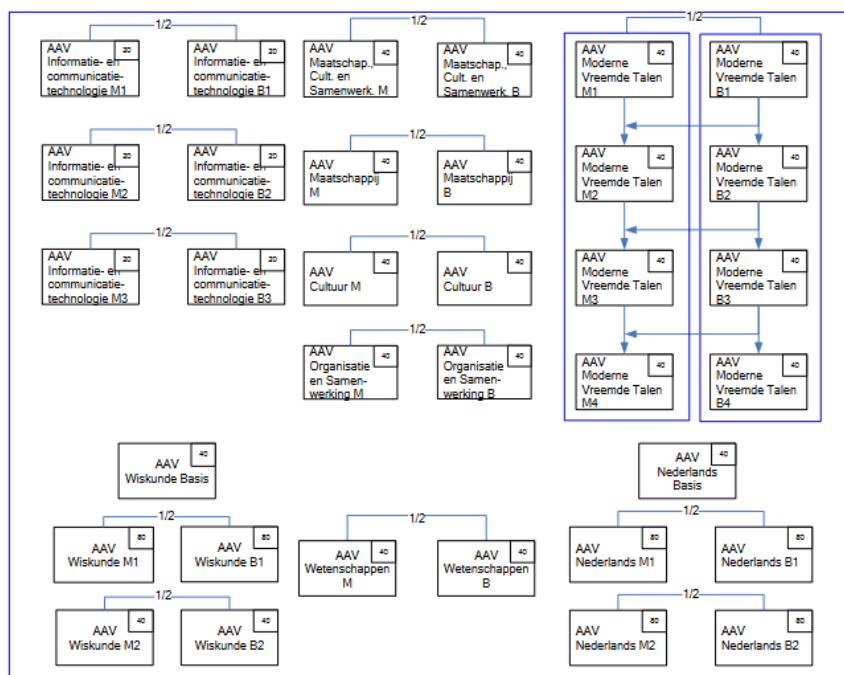 1/2
1/2
1/2
AAV 20
Informatie- en
communicatie-
technologie M1
AAV 20
Informatie- en
communicatie-
technologie B1
AAV 40
Maatschap.,
Cult. en
Samenwerk. M
AAV 40
Maatschap.,
Cult. en
Samenwerk. B
AAV 40
Moderne
Vreemde Talen
M1
AAV 40
Moderne
Vreemde Talen
B1
1/2
1/2
AAV 20
Informatie- en
communicatie-
technologie M2
AAV 20
Informatie- en
communicatie-
technologie B2
AAV 40
Maatschappij
M
AAV 40
Maatschappij
B
AAV 40
Moderne
Vreemde Talen
M2
AAV 40
Moderne
Vreemde Talen
B2
1/2
1/2
AAV 20
Informatie- en
communicatie-
technologie M3
AAV 20
Informatie- en
communicatie-
technologie B3
AAV 40
Cultuur M
AAV 40
Cultuur B
AAV 40
Moderne
Vreemde Talen
M3
AAV 40
Moderne
Vreemde Talen
B3
1/2
AAV 40
Organisatie
en Samen-
werking M
AAV 40
Organisatie
en Samen-
werking B
AAV 40
Moderne
Vreemde Talen
M4
AAV 40
Moderne
Vreemde Talen
B4
AAV 40
Wiskunde Basis
AAV 40
Nederlands
Basis
1/2
1/2
1/2
AAV 80
Wiskunde M1
AAV 80
Wiskunde B1
AAV 40
Wetenschappen
M
AAV 40
Wetenschappen
B
AAV 80
Nederlands M1
AAV 80
Nederlands B1
1/2
1/2
AAV 40
Wiskunde M2
AAV 40
Wiskunde B2
AAV 80
Nederlands M2
AAV 80
Nederlands B2